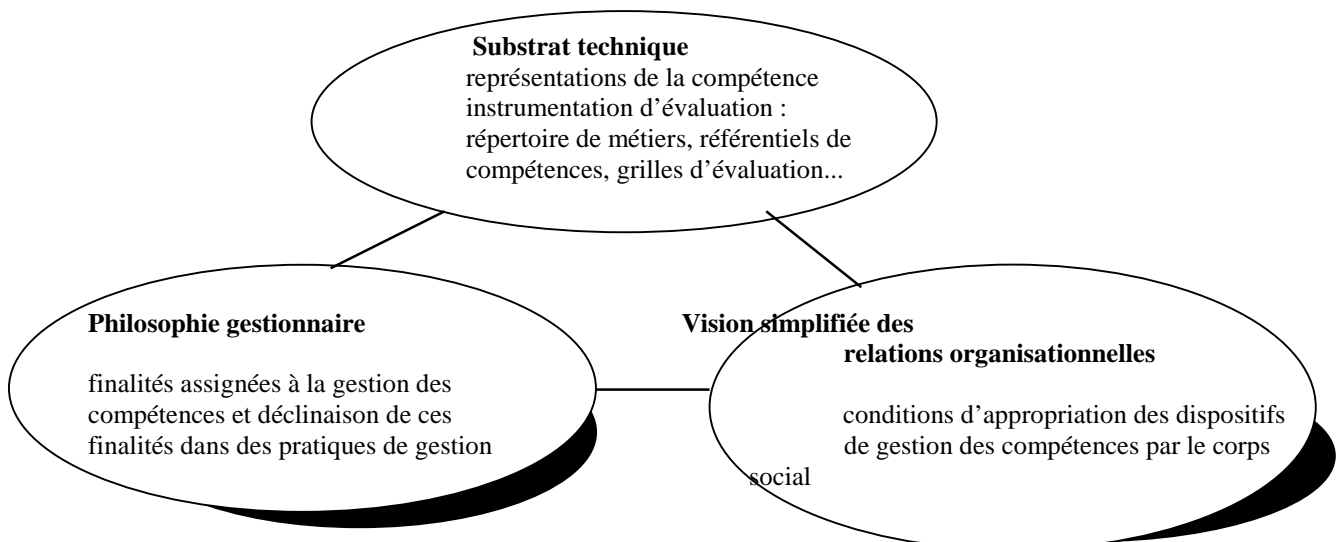 Substrat technique
représentations de la compétence
instrumentation d’évaluation :
répertoire de métiers, référentiels de
compétences, grilles d’évaluation...
Philosophie gestionnaire
finalités assignées à la gestion des
compétences et déclinaison de ces
finalités dans des pratiques de gestion
Vision simplifiée des
relations organisationnelles
conditions d’appropriation des dispositifs
de gestion des compétences par le corps
social